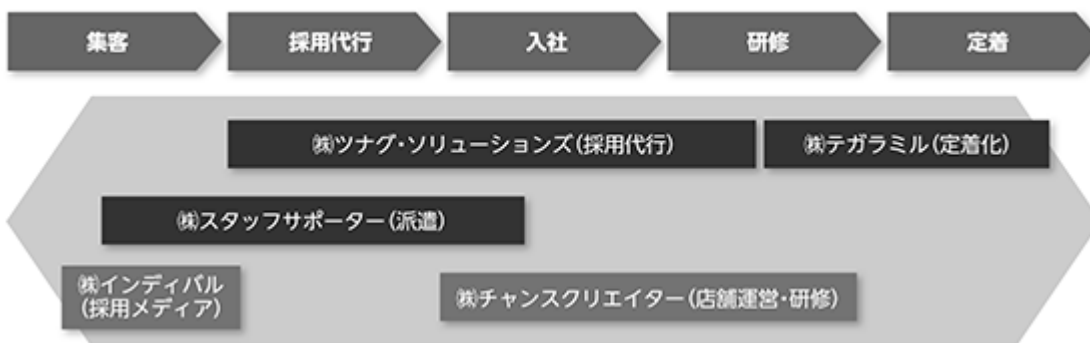 集客
採用代行
入社
研修
定着
㈱ツナグ・ソリューションズ(採用代行)
㈱テガラミル(定着化)
㈱スタッフサポーター(派遣)
㈱インディバル
(採用メディア)
㈱チャンスクリエイター(店舗運営・研修)